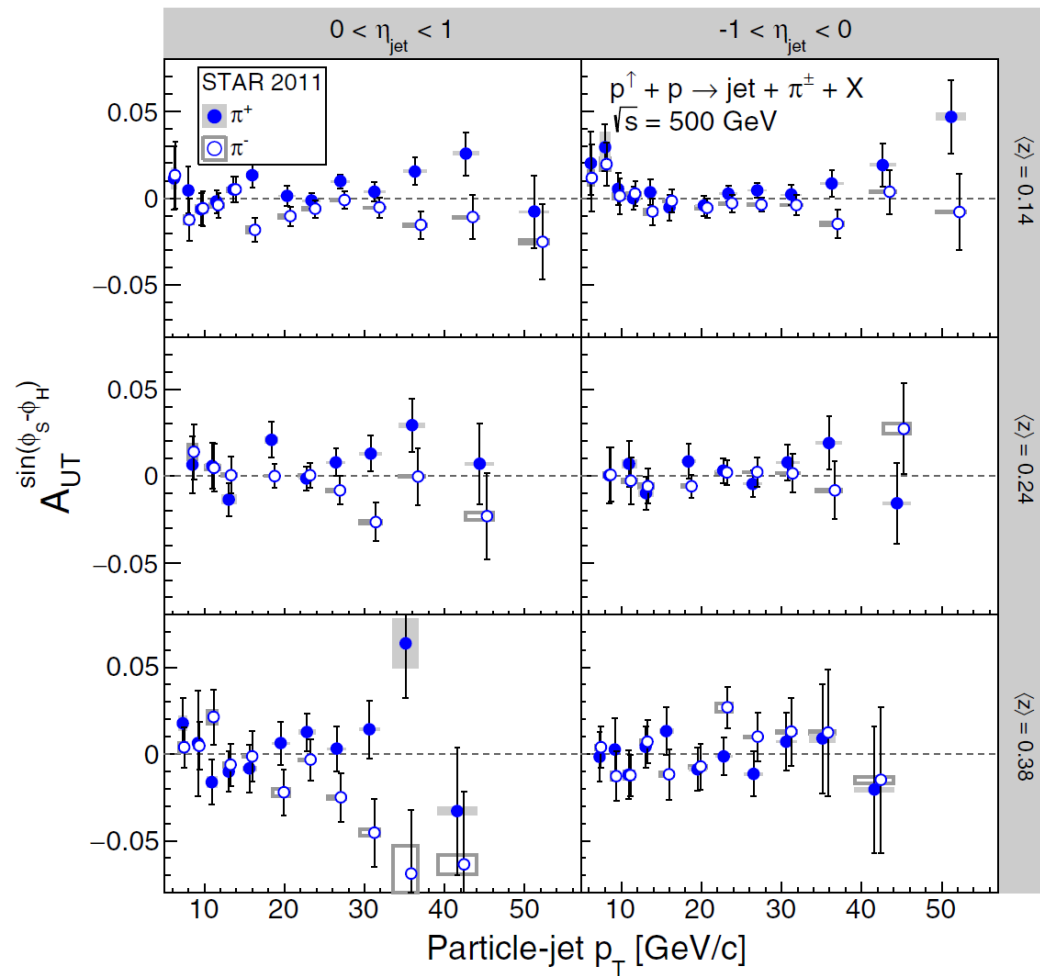 0 < η_jet < 1
-1 < η_jet < 0
STAR 2011
π⁺
π⁻
p↑ + p → jet + π± + X
√s = 500 GeV
⟨z⟩ = 0.14
0.05
0
−0.05
⟨z⟩ = 0.24
0.05
0
−0.05
A_UT^sin(ϕ_S-ϕ_H)
⟨z⟩ = 0.38
0.05
0
−0.05
10 20 30 40 50 10 20 30 40 50
Particle-jet p_T [GeV/c]